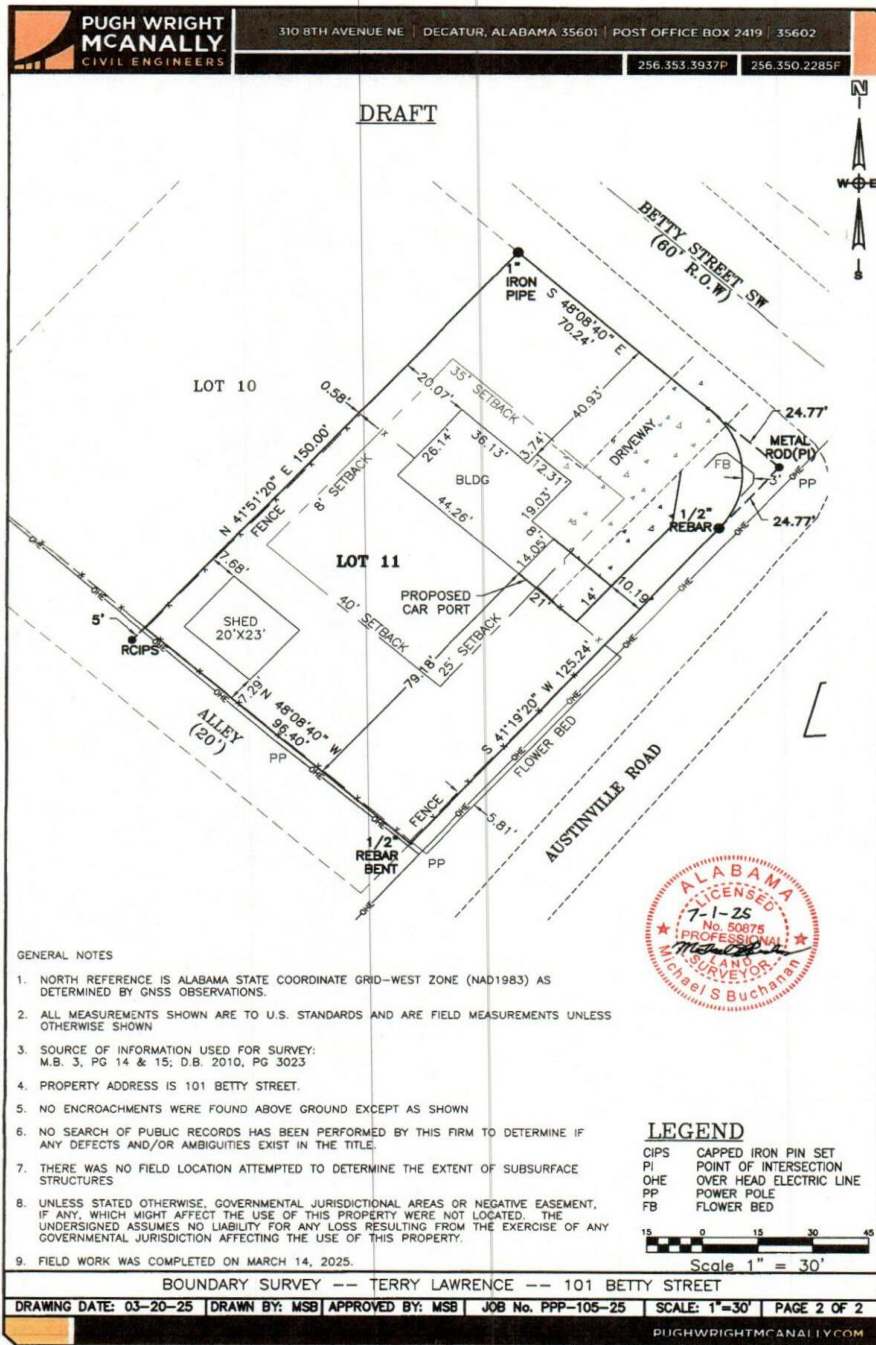 PUGH WRIGHT
MCANALLY
CIVIL ENGINEERS
310 8TH AVENUE NE | DECATUR, ALABAMA 35601 | POST OFFICE BOX 2419 | 35602
256.353.3937P | 256.350.2285F
DRAFT
N
W E
S
BETTY STREET SW
(60' R.O.W)
1"
IRON
PIPE
S 48°08'40" E
70.24'
LOT 10
0.58'
20.07'
35' SETBACK
40.93'
24.77'
METAL
ROD(PI)
OHE
PP
N 41°51'20" E 150.00'
FENCE
8' SETBACK
26.14'
36.13'
3.74'
12.31'
DRIVEWAY
FB
7.3'
BLDG
44.26'
19.03'
8'
14.05'
1/2"
REBAR
24.77'
OHE
7.68'
LOT 11
PROPOSED
CAR PORT
21'
14'
10.19'
OHE
SHED
20'X23'
40' SETBACK
25' SETBACK
79.18'
5'
RCIPS
OHE
7.29'
N 48°08'40" W
96.40'
ALLEY
(20')
PP
S 41°19'20" W 125.24'
FLOWER BED
FENCE
5.81'
AUSTINVILLE ROAD
1/2"
REBAR
BENT
PP
OHE
ALABAMA
LICENSED
7-1-25
No. 50875
PROFESSIONAL
LAND
SURVEYOR
Michael S Buchanan
GENERAL NOTES
1. NORTH REFERENCE IS ALABAMA STATE COORDINATE GRID-WEST ZONE (NAD1983) AS
DETERMINED BY GNSS OBSERVATIONS.
2. ALL MEASUREMENTS SHOWN ARE TO U.S. STANDARDS AND ARE FIELD MEASUREMENTS UNLESS
OTHERWISE SHOWN
3. SOURCE OF INFORMATION USED FOR SURVEY:
M.B. 3, PG 14 & 15; D.B. 2010, PG 3023
4. PROPERTY ADDRESS IS 101 BETTY STREET.
5. NO ENCROACHMENTS WERE FOUND ABOVE GROUND EXCEPT AS SHOWN
6. NO SEARCH OF PUBLIC RECORDS HAS BEEN PERFORMED BY THIS FIRM TO DETERMINE IF
ANY DEFECTS AND/OR AMBIGUITIES EXIST IN THE TITLE.
7. THERE WAS NO FIELD LOCATION ATTEMPTED TO DETERMINE THE EXTENT OF SUBSURFACE
STRUCTURES
8. UNLESS STATED OTHERWISE, GOVERNMENTAL JURISDICTIONAL AREAS OR NEGATIVE EASEMENT,
IF ANY, WHICH MIGHT AFFECT THE USE OF THIS PROPERTY WERE NOT LOCATED. THE
UNDERSIGNED ASSUMES NO LIABILITY FOR ANY LOSS RESULTING FROM THE EXERCISE OF ANY
GOVERNMENTAL JURISDICTION AFFECTING THE USE OF THIS PROPERTY.
9. FIELD WORK WAS COMPLETED ON MARCH 14, 2025.
LEGEND
CIPS CAPPED IRON PIN SET
PI POINT OF INTERSECTION
OHE OVER HEAD ELECTRIC LINE
PP POWER POLE
FB FLOWER BED
15 0 15 30 45
Scale 1" = 30'
BOUNDARY SURVEY -- TERRY LAWRENCE -- 101 BETTY STREET
DRAWING DATE: 03-20-25 | DRAWN BY: MSB | APPROVED BY: MSB | JOB No. PPP-105-25 | SCALE: 1"=30' | PAGE 2 OF 2
PUGHWRIGHTMCANALLY.COM